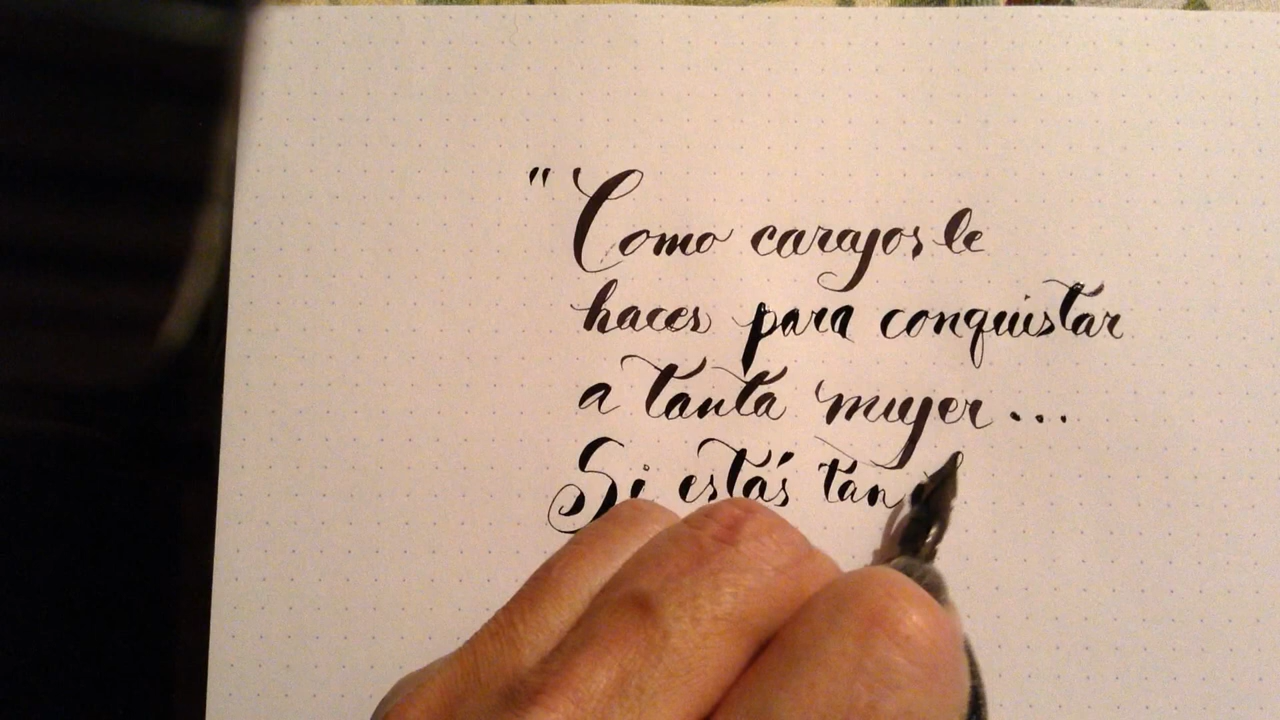 "Como carajos le
haces para conquistar
a tanta mujer...
Si estás tan